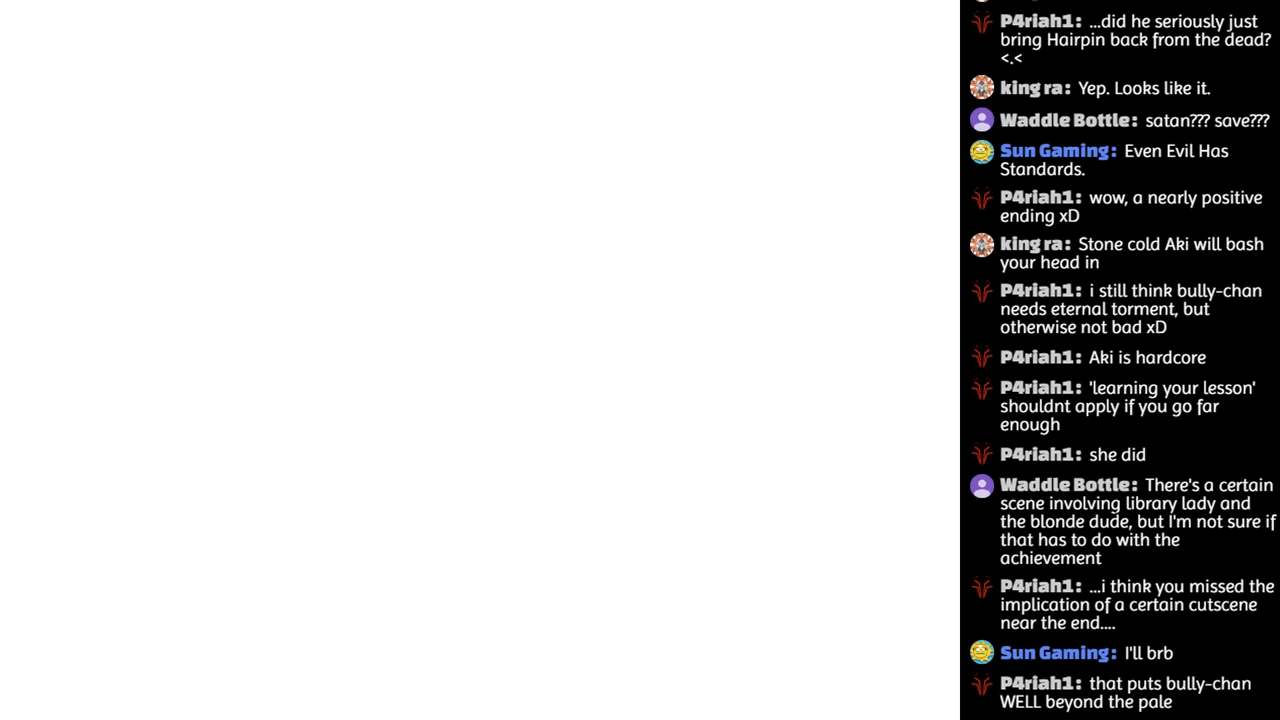 P4riah1: ...did he seriously just
bring Hairpin back from the dead?
<.<
king ra: Yep. Looks like it.
Waddle Bottle: satan??? save???
Sun Gaming: Even Evil Has
Standards.
P4riah1: wow, a nearly positive
ending xD
king ra: Stone cold Aki will bash
your head in
P4riah1: i still think bully-chan
needs eternal torment, but
otherwise not bad xD
P4riah1: Aki is hardcore
P4riah1: 'learning your lesson'
shouldnt apply if you go far
enough
P4riah1: she did
Waddle Bottle: There's a certain
scene involving library lady and
the blonde dude, but I'm not sure if
that has to do with the
achievement
P4riah1: ...i think you missed the
implication of a certain cutscene
near the end....
Sun Gaming: I'll brb
P4riah1: that puts bully-chan
WELL beyond the pale